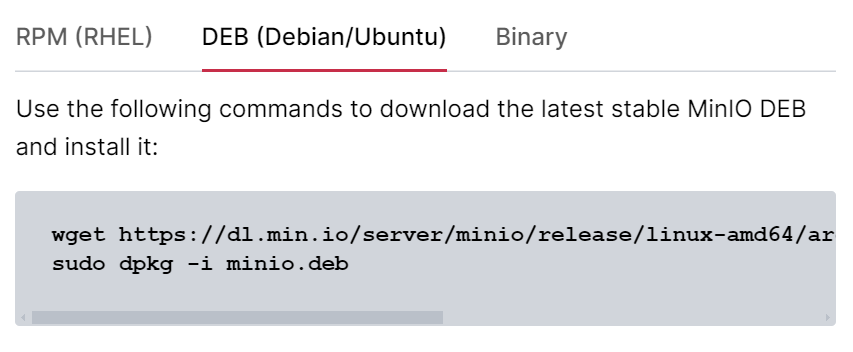 RPM (RHEL) DEB (Debian/Ubuntu) Binary
Use the following commands to download the latest stable MinIO DEB
and install it:
wget https://dl.min.io/server/minio/release/linux-amd64/ar
sudo dpkg -i minio.deb